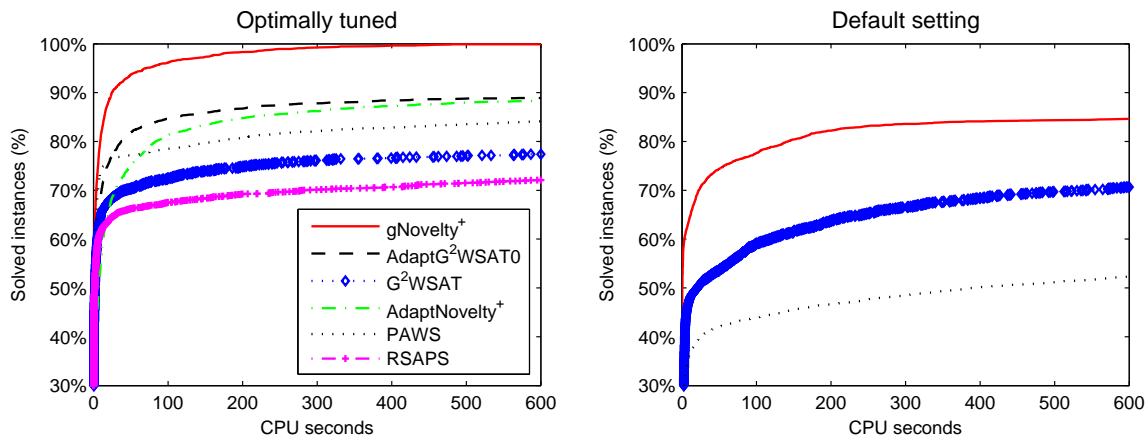 Optimally tuned
100%
90%
80%
70%
60%
50%
40%
30%
Solved instances (%)
0 100 200 300 400 500 600
CPU seconds
gNovelty+
AdaptG2WSAT0
G2WSAT
AdaptNovelty+
PAWS
RSAPS
Default setting
100%
90%
80%
70%
60%
50%
40%
30%
Solved instances (%)
0 100 200 300 400 500 600
CPU seconds